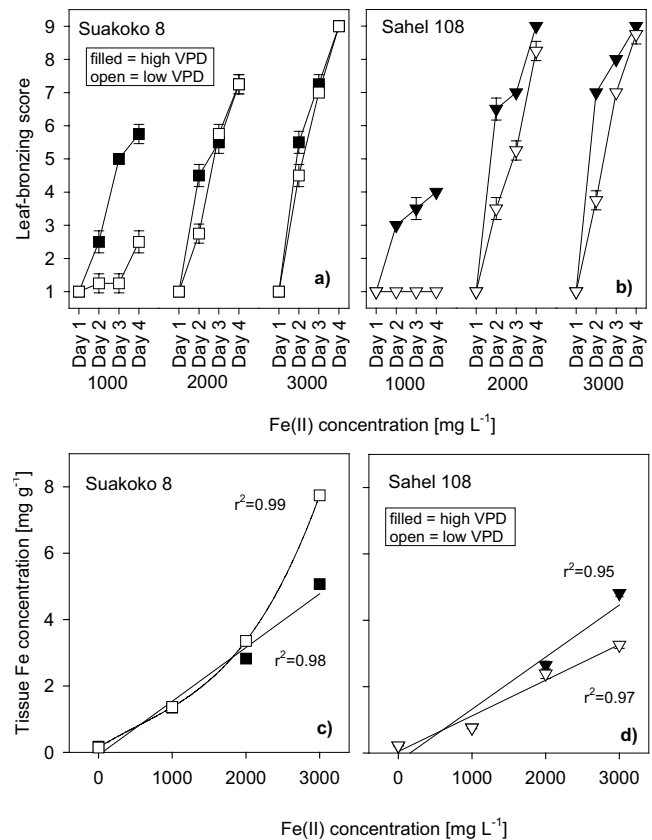 Suakoko 8
filled = high VPD
open = low VPD
a)
Sahel 108
b)
Leaf-bronzing score
9
8
7
6
5
4
3
2
1
Day 1
Day 2
Day 3
Day 4
Day 1
Day 2
Day 3
Day 4
Day 1
Day 2
Day 3
Day 4
Day 1
Day 2
Day 3
Day 4
Day 1
Day 2
Day 3
Day 4
Day 1
Day 2
Day 3
Day 4
1000 2000 3000 1000 2000 3000
Fe(II) concentration [mg L⁻¹]
Suakoko 8
r²=0.99
r²=0.98
c)
Sahel 108
filled = high VPD
open = low VPD
r²=0.95
r²=0.97
d)
Tissue Fe concentration [mg g⁻¹]
8
6
4
2
0
0 1000 2000 3000 0 1000 2000 3000
Fe(II) concentration [mg L⁻¹]